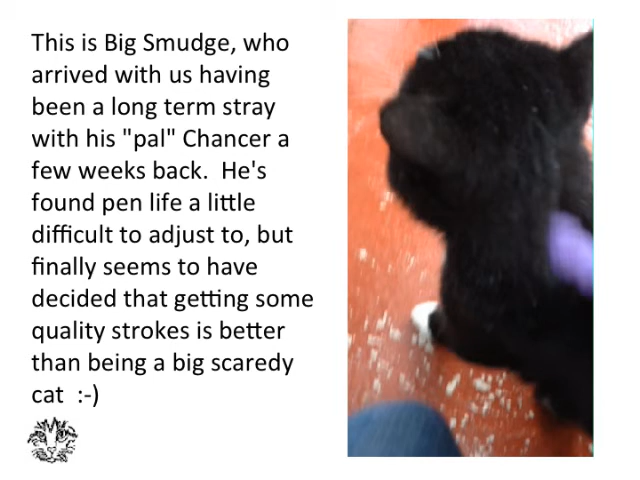 This is Big Smudge, who
arrived with us having
been a long term stray
with his "pal" Chancer a
few weeks back.  He's
found pen life a little
difficult to adjust to, but
finally seems to have
decided that getting some
quality strokes is better
than being a big scaredy
cat  :-)